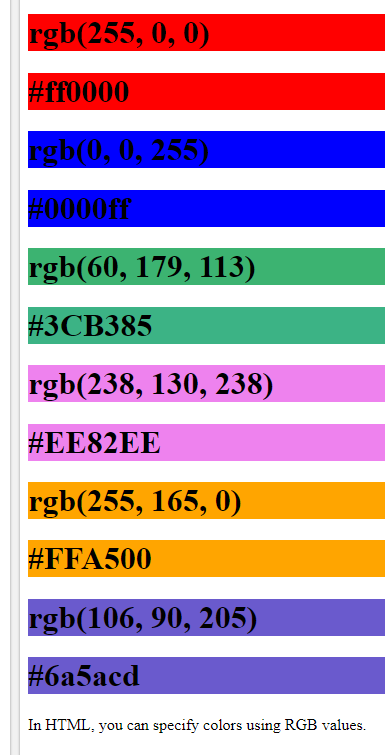 rgb(255, 0, 0)
#ff0000
rgb(0, 0, 255)
#0000ff
rgb(60, 179, 113)
#3CB385
rgb(238, 130, 238)
#EE82EE
rgb(255, 165, 0)
#FFA500
rgb(106, 90, 205)
#6a5acd
In HTML, you can specify colors using RGB values.